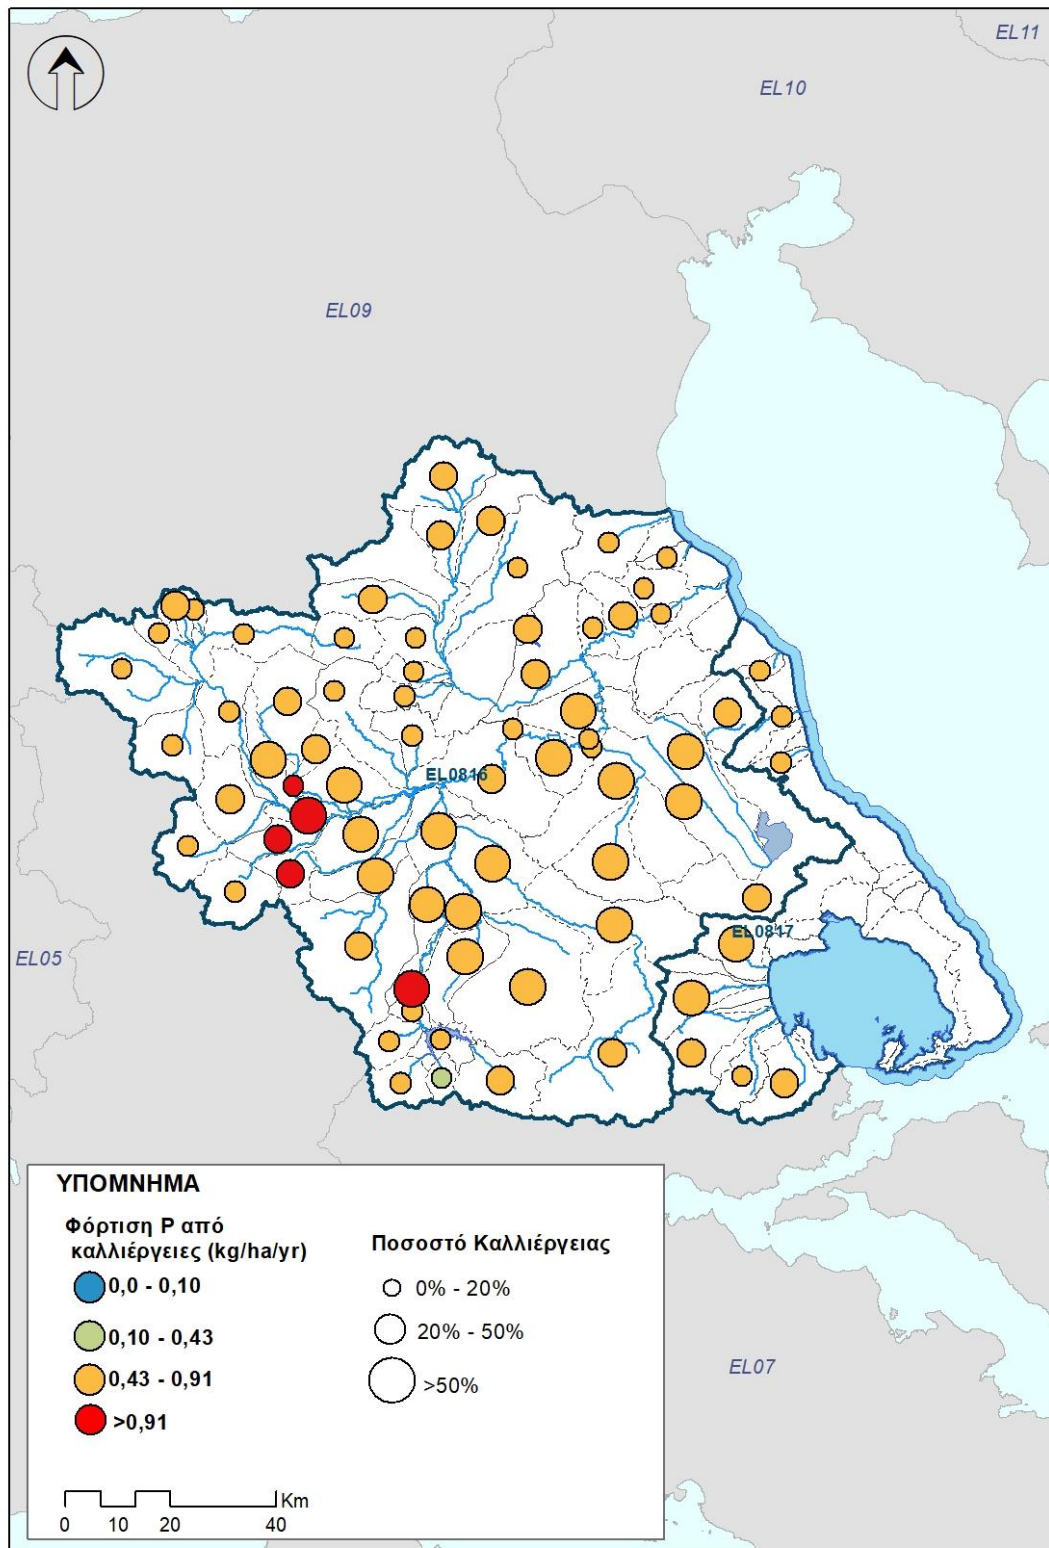 EL11
EL10
EL09
EL0816
EL0817
EL05
EL07
ΥΠΟΜΝΗΜΑ
Φόρτιση P από
καλλιέργειες (kg/ha/yr)
0,0 - 0,10
0,10 - 0,43
0,43 - 0,91
>0,91
Ποσοστό Καλλιέργειας
0% - 20%
20% - 50%
>50%
Km
0 10 20 40